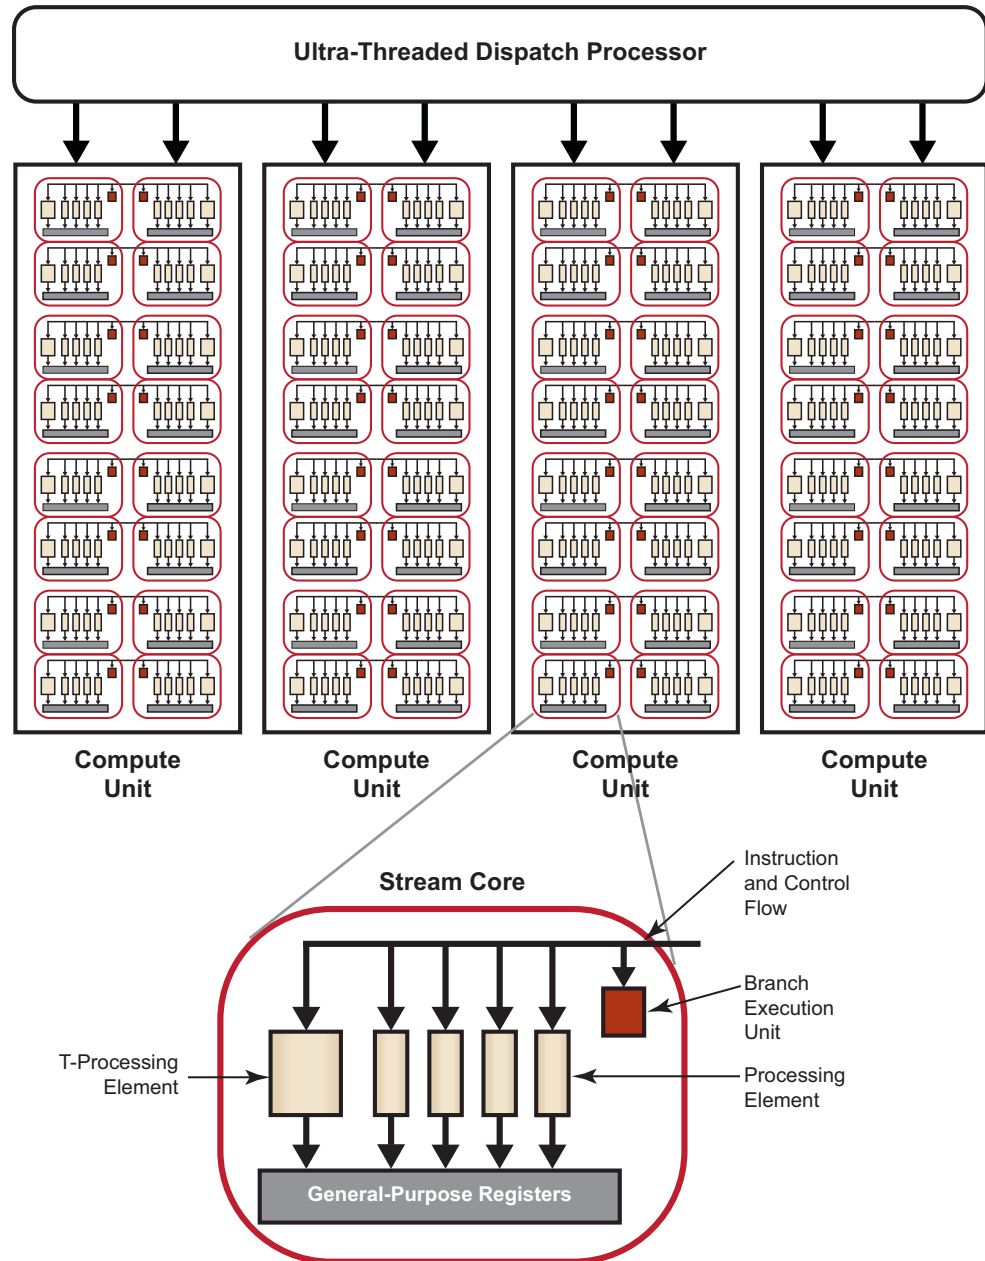 Ultra-Threaded Dispatch Processor
Compute
Unit
Compute
Unit
Compute
Unit
Compute
Unit
Stream Core
Instruction
and Control
Flow
Branch
Execution
Unit
T-Processing
Element
Processing
Element
General-Purpose Registers